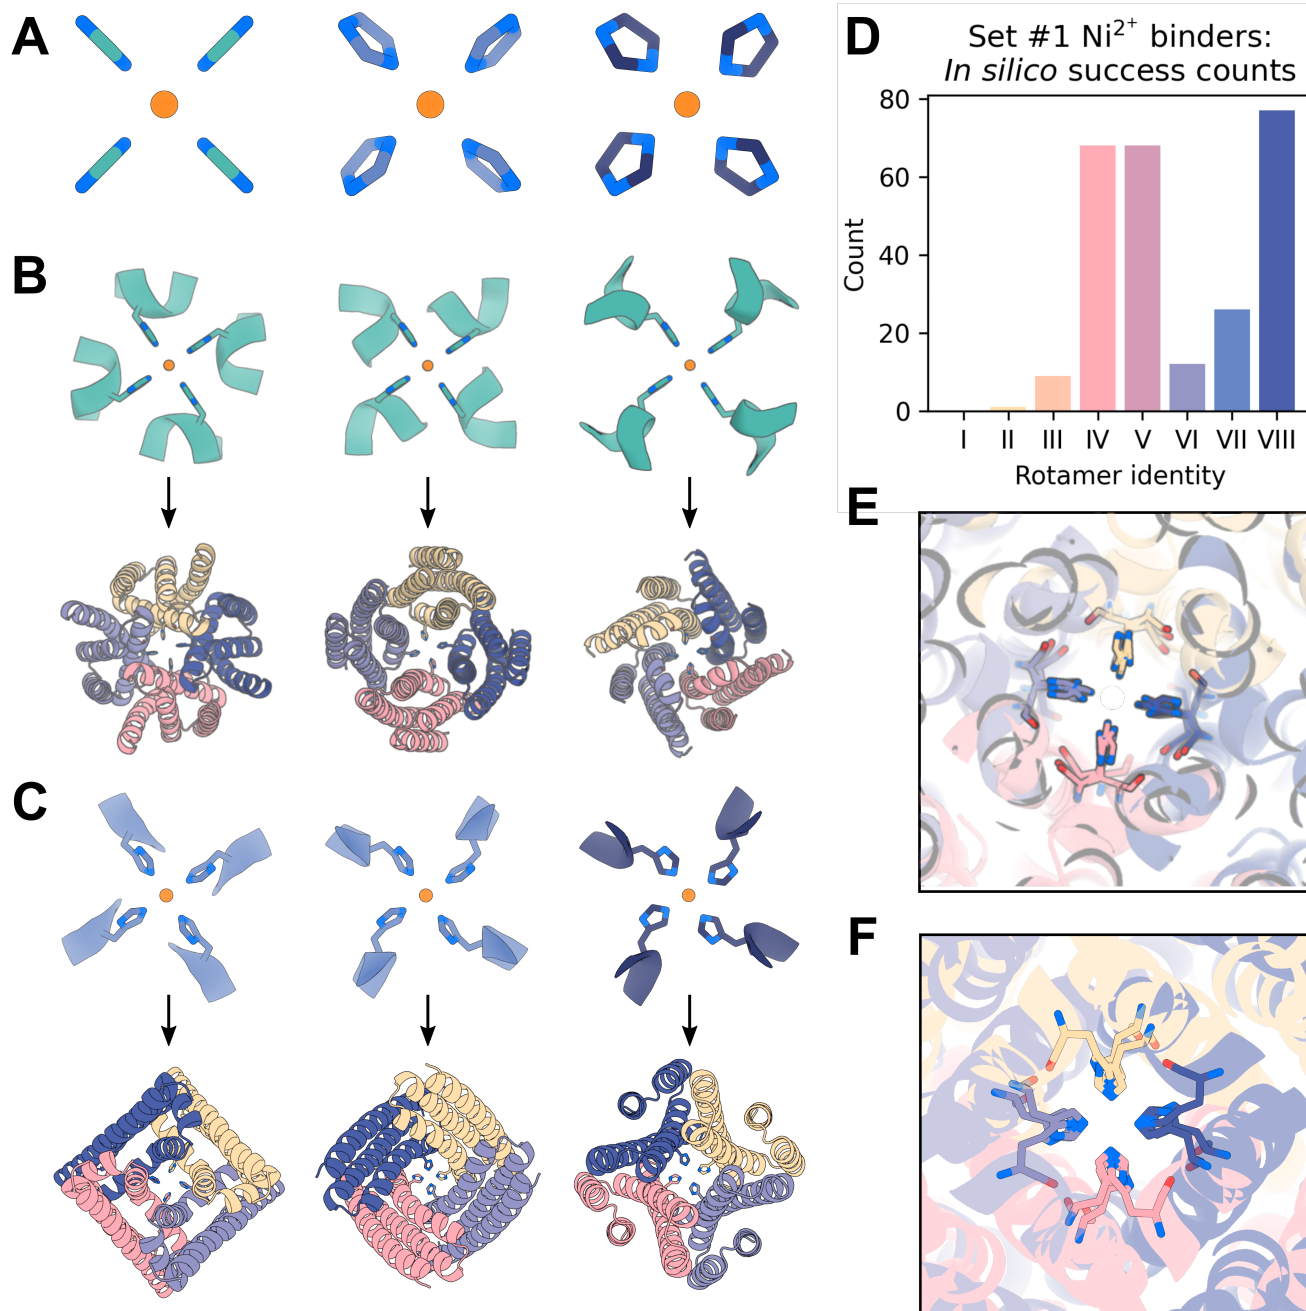 A
B
C
D
Set #1 Ni²⁺ binders:
In silico success counts
80
60
40
20
0
Count
I II III IV V VI VII VIII
Rotamer identity
E
F